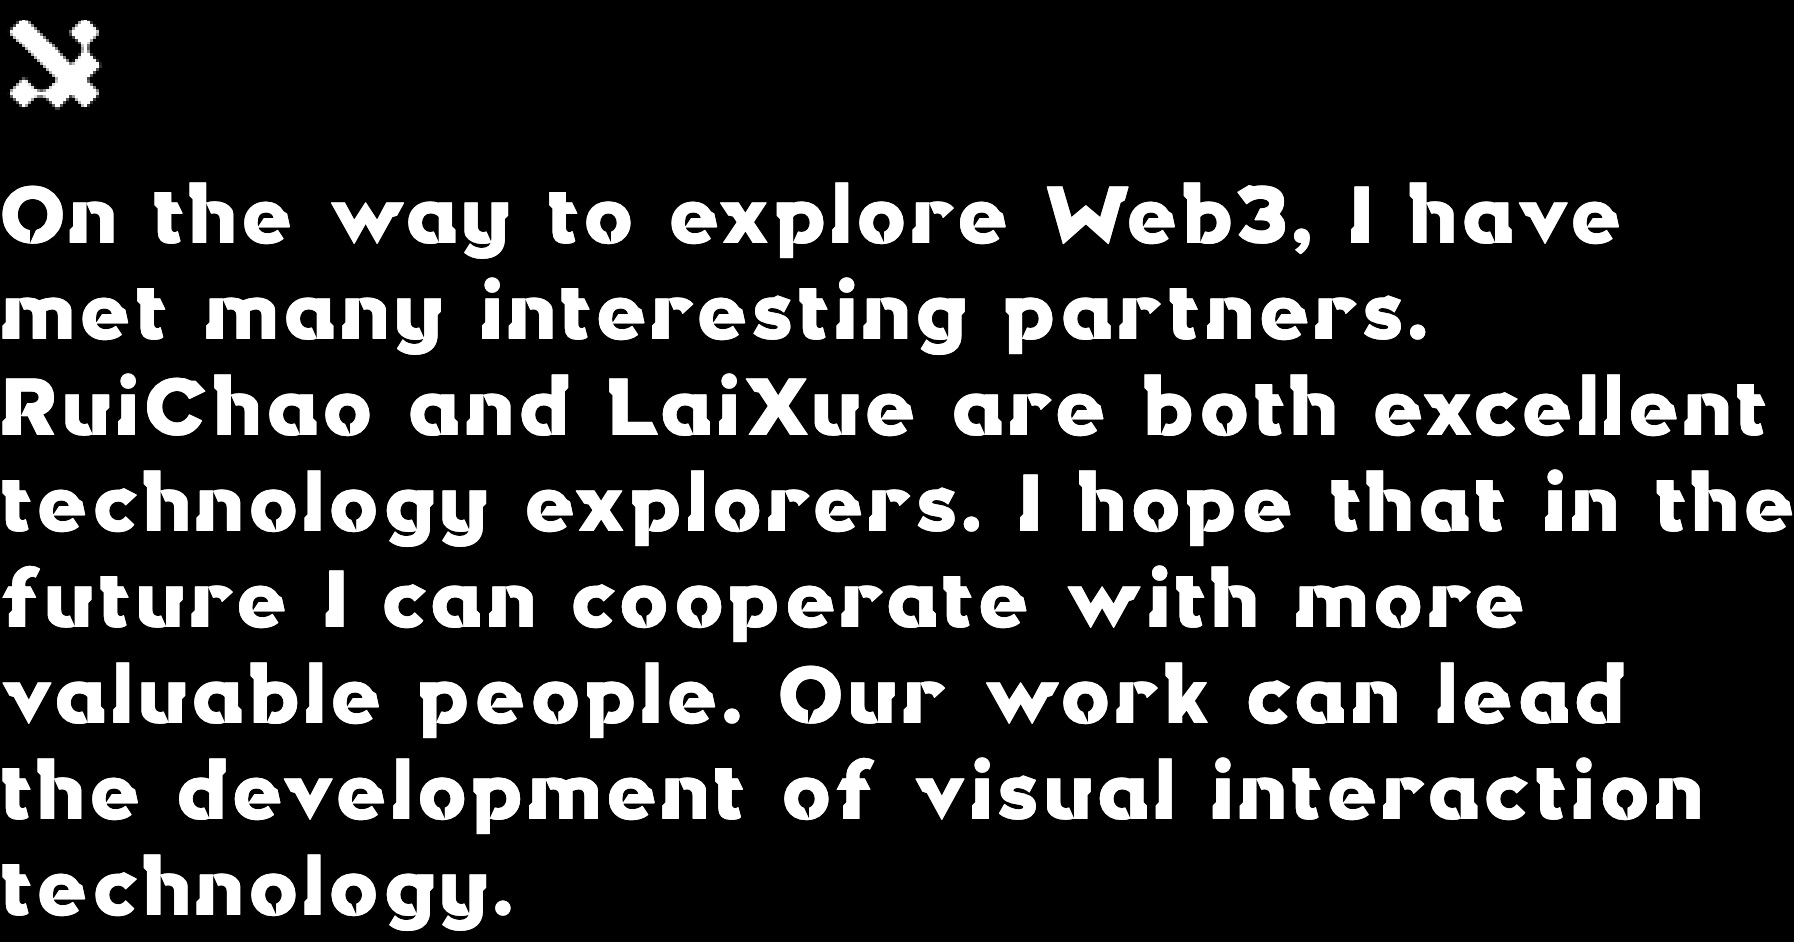 On the way to explore Web3, I have
met many interesting partners.
RuiChao and LaiXue are both excellent
technology explorers. I hope that in the
future I can cooperate with more
valuable people. Our work can lead
the development of visual interaction
technology.